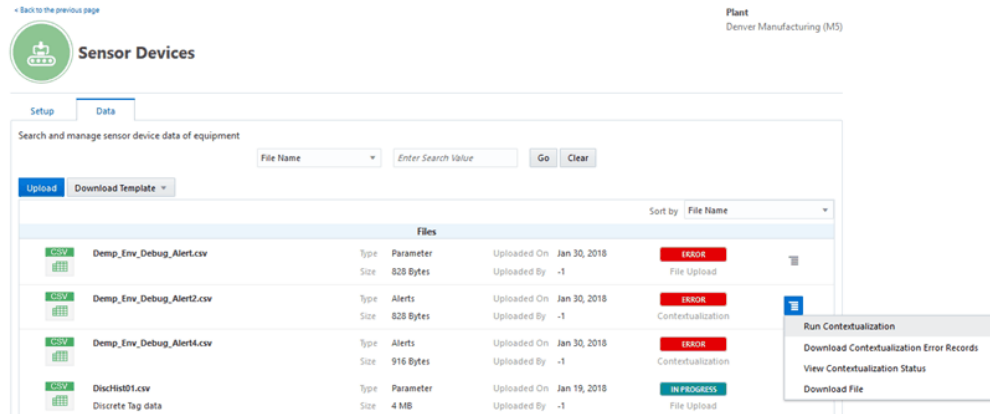 < Back to the previous page
Plant
Denver Manufacturing (M5)
Sensor Devices
Setup Data
Search and manage sensor device data of equipment
File Name Enter Search Value Go Clear
Upload Download Template
Sort by File Name
Files
CSV Demp_Env_Debug_Alert.csv Type Parameter Uploaded On Jan 30, 2018 ERROR
Size 828 Bytes Uploaded By -1 File Upload
CSV Demp_Env_Debug_Alert2.csv Type Alerts Uploaded On Jan 30, 2018 ERROR
Size 828 Bytes Uploaded By -1 Contextualization
Run Contextualization
Download Contextualization Error Records
View Contextualization Status
Download File
CSV Demp_Env_Debug_Alert4.csv Type Alerts Uploaded On Jan 30, 2018 ERROR
Size 916 Bytes Uploaded By -1 Contextualization
CSV DiscHist01.csv Type Parameter Uploaded On Jan 19, 2018 IN PROGRESS
Discrete Tag data Size 4 MB Uploaded By -1 File Upload